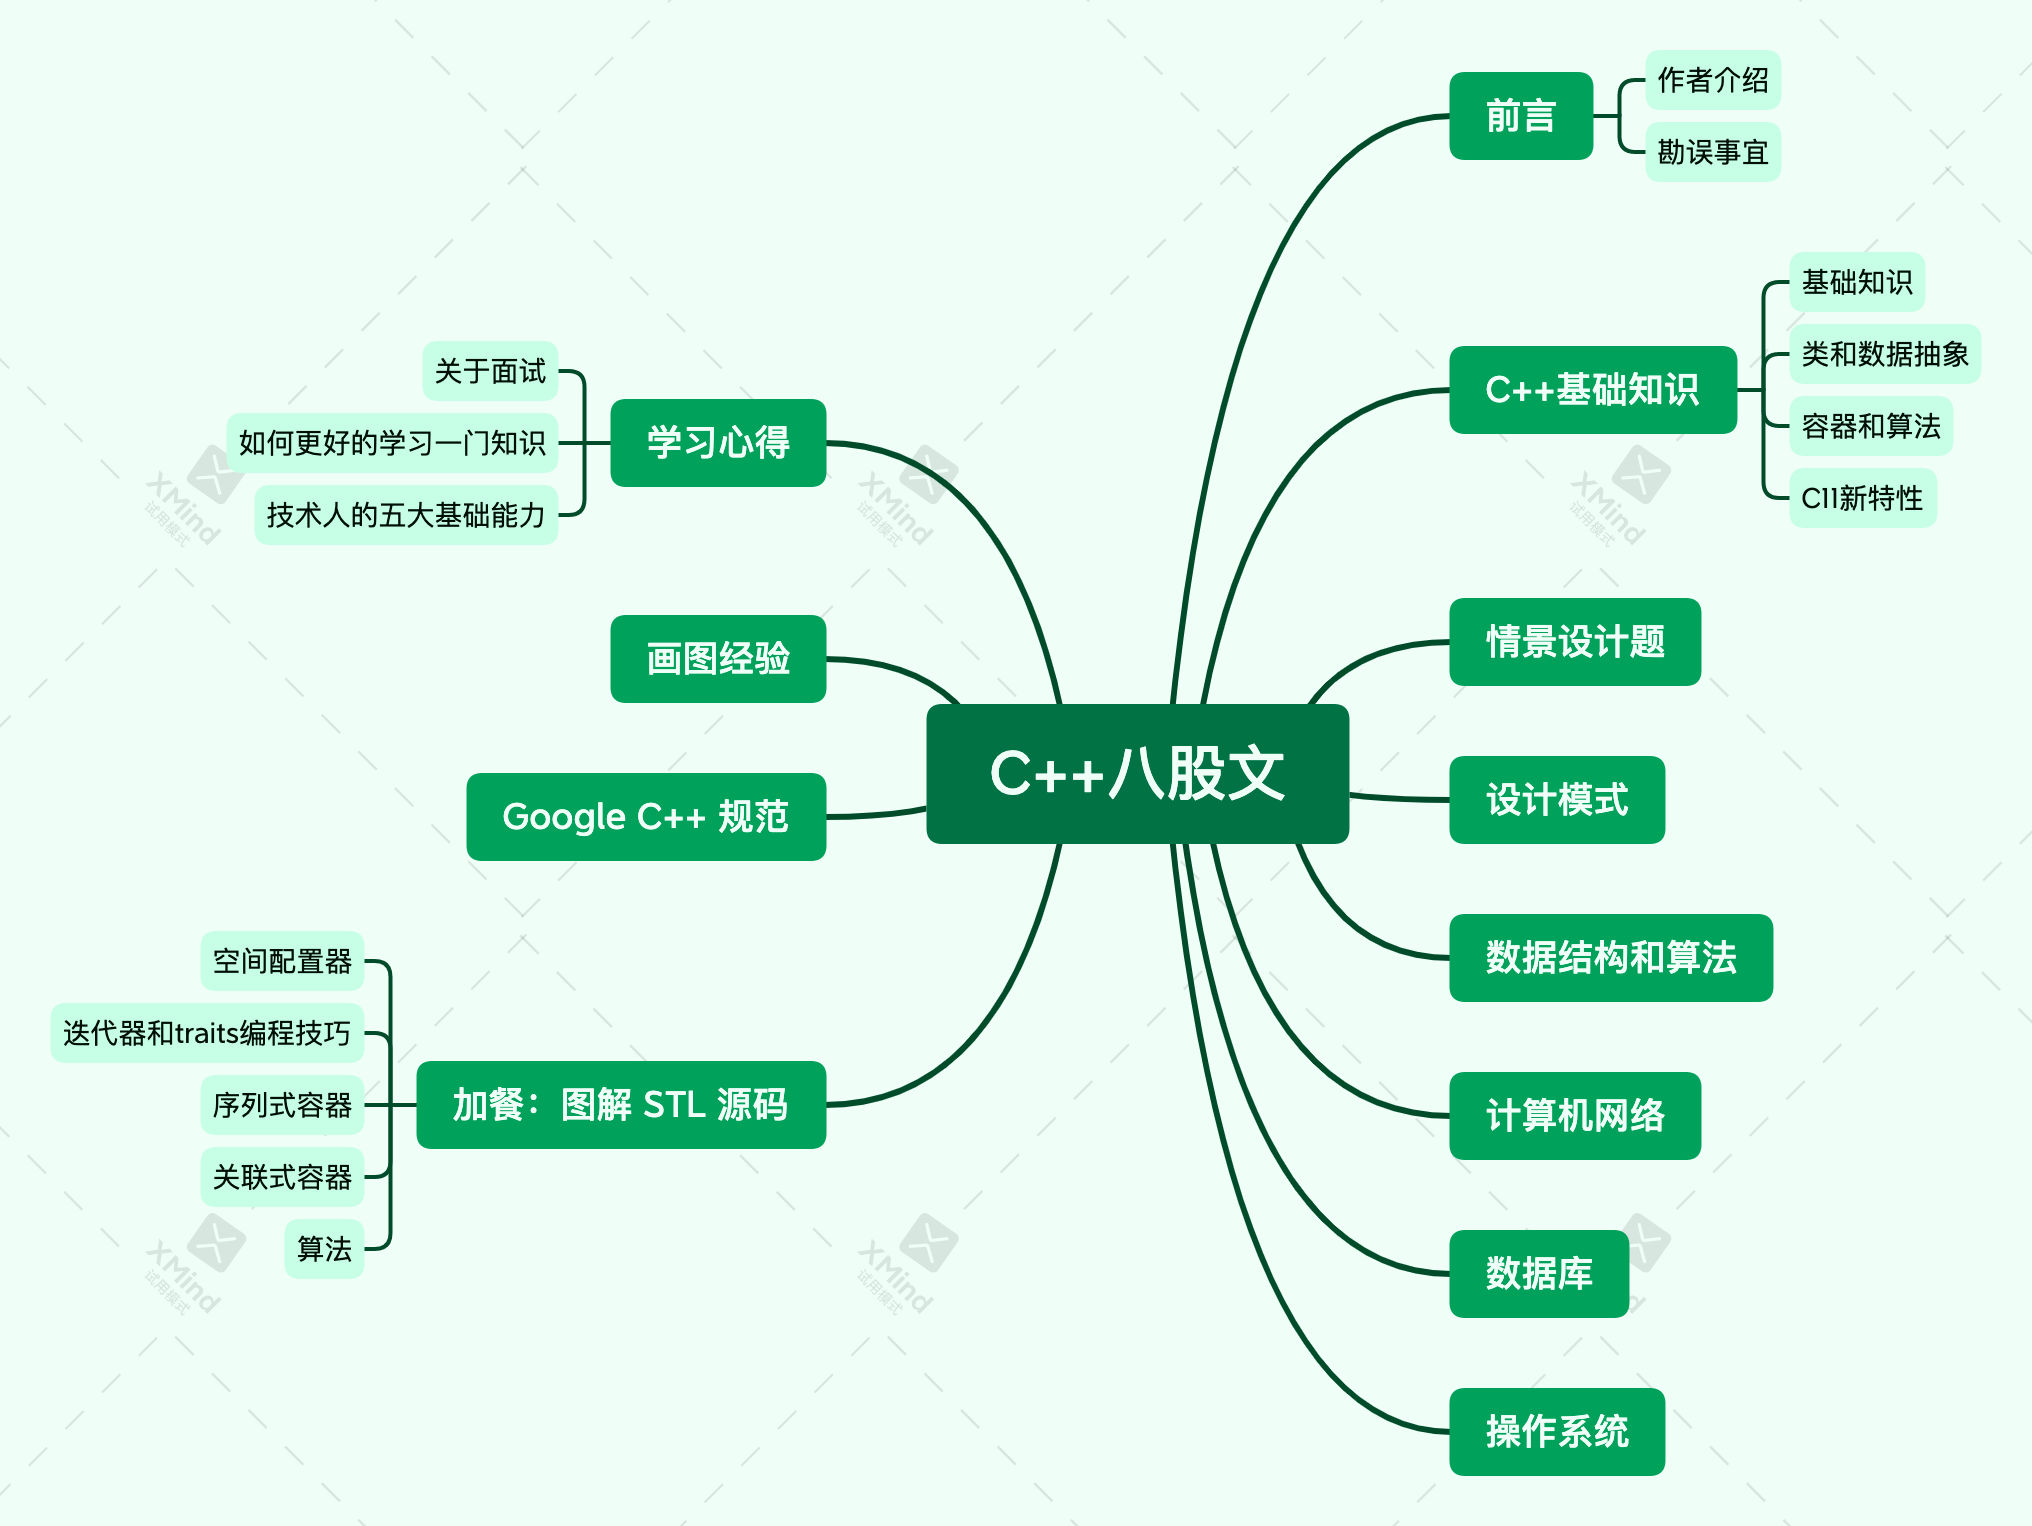 C++八股文
前言
作者介绍
勘误事宜
C++基础知识
基础知识
类和数据抽象
容器和算法
C11新特性
情景设计题
设计模式
数据结构和算法
计算机网络
数据库
操作系统
学习心得
关于面试
如何更好的学习一门知识
技术人的五大基础能力
画图经验
Google C++ 规范
加餐：图解 STL 源码
空间配置器
迭代器和traits编程技巧
序列式容器
关联式容器
算法
XMind
试用模式
XMind
试用模式
XMind
试用模式
XMind
试用模式
XMind
试用模式